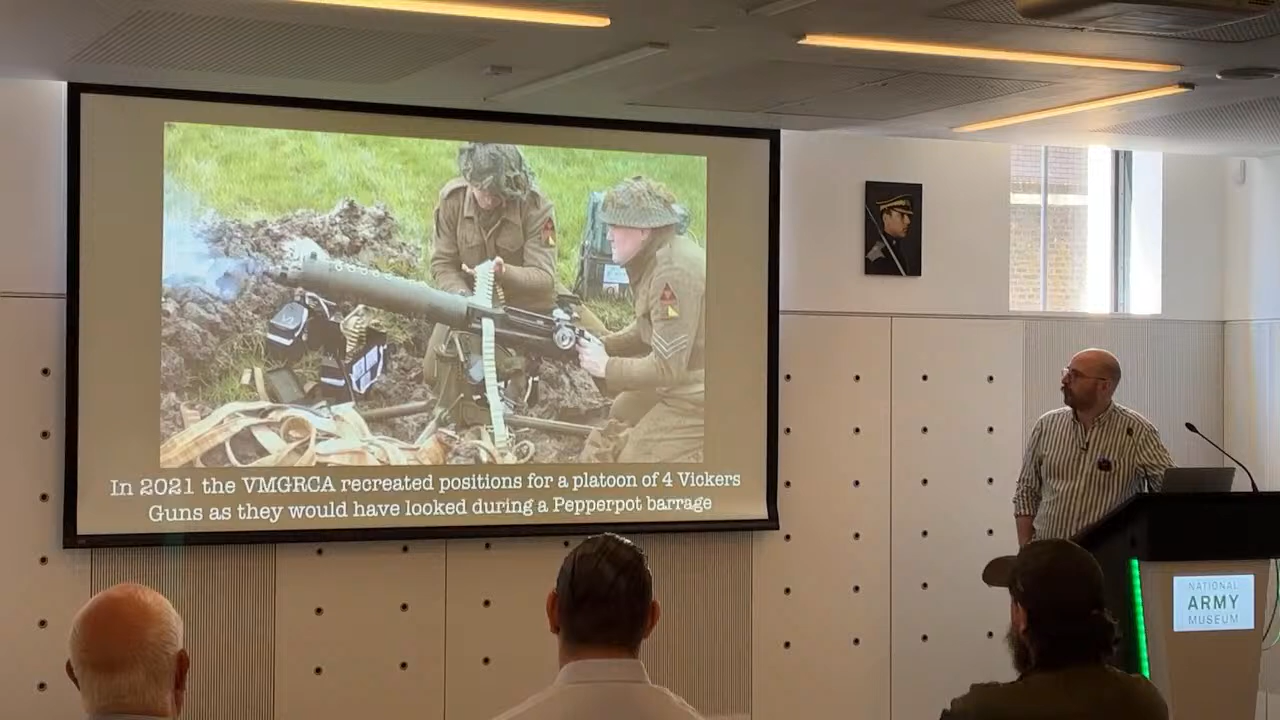 In 2021 the VMGRCA recreated positions for a platoon of 4 Vickers
Guns as they would have looked during a Pepperpot barrage
NATIONAL
ARMY
MUSEUM